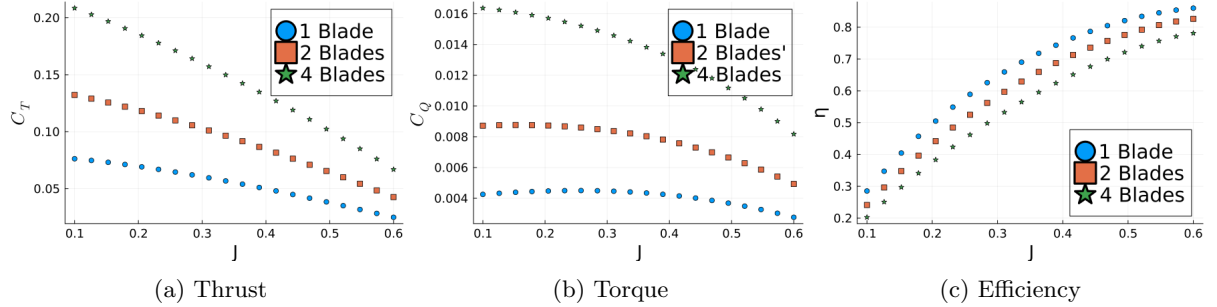 0.20
0.15
0.10
0.05
C_T
1 Blade
2 Blades
4 Blades
0.1 0.2 0.3 0.4 0.5 0.6
J
(a) Thrust
0.016
0.014
0.012
0.010
0.008
0.006
0.004
0.002
0.000
C_Q
1 Blade
2 Blades'
4 Blades
0.1 0.2 0.3 0.4 0.5 0.6
J
(b) Torque
0.8
0.7
0.6
0.5
0.4
0.3
0.2
η
1 Blade
2 Blades
4 Blades
0.1 0.2 0.3 0.4 0.5 0.6
J
(c) Efficiency